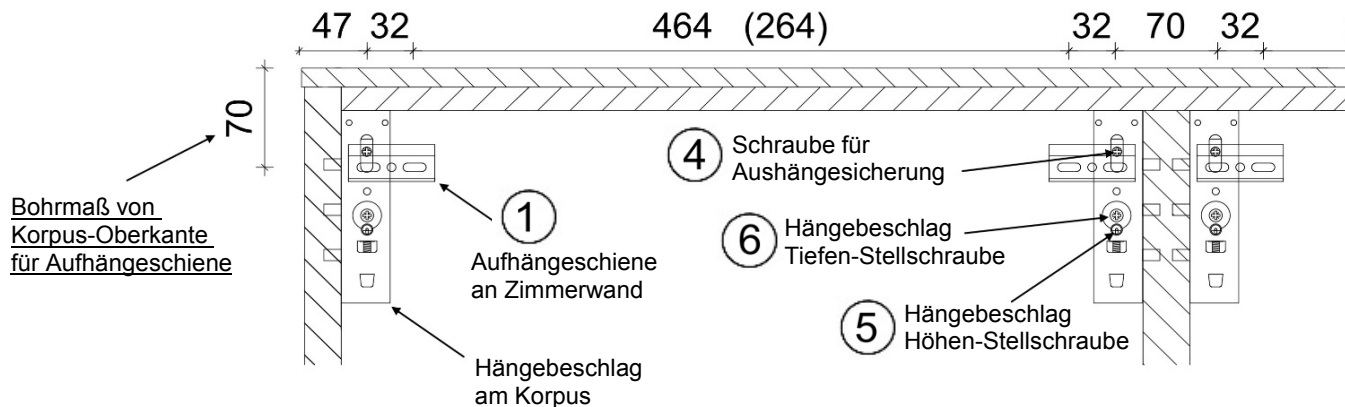 47 32 464 (264) 32 70 32
70
Bohrmaß von
Korpus-Oberkante
für Aufhängeschiene
1
Aufhängeschiene
an Zimmerwand
Hängebeschlag
am Korpus
4
Schraube für
Aushängesicherung
6
Hängebeschlag
Tiefen-Stellschraube
5
Hängebeschlag
Höhen-Stellschraube